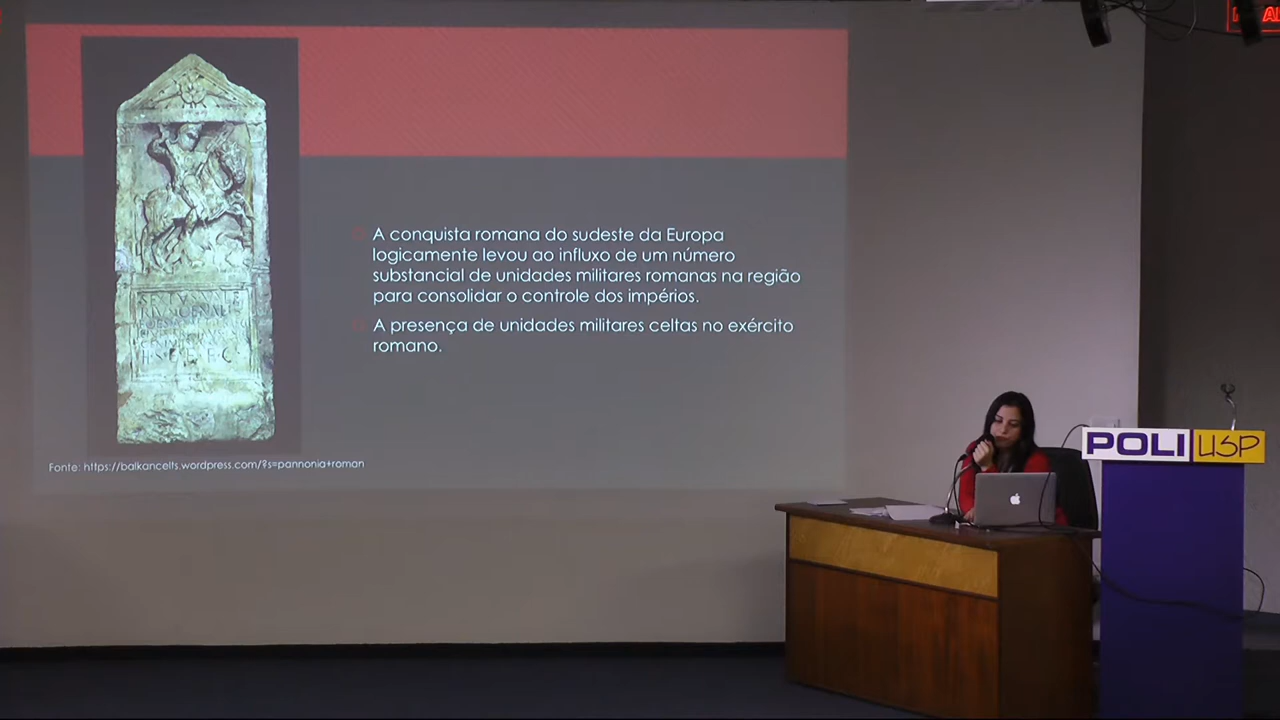 A conquista romana do sudeste da Europa
logicamente levou ao influxo de um número
substancial de unidades militares romanas na região
para consolidar o controle dos impérios.
A presença de unidades militares celtas no exército
romano.
Fonte: https://balkancelts.wordpress.com/?s=pannonia+roman
POLI USP